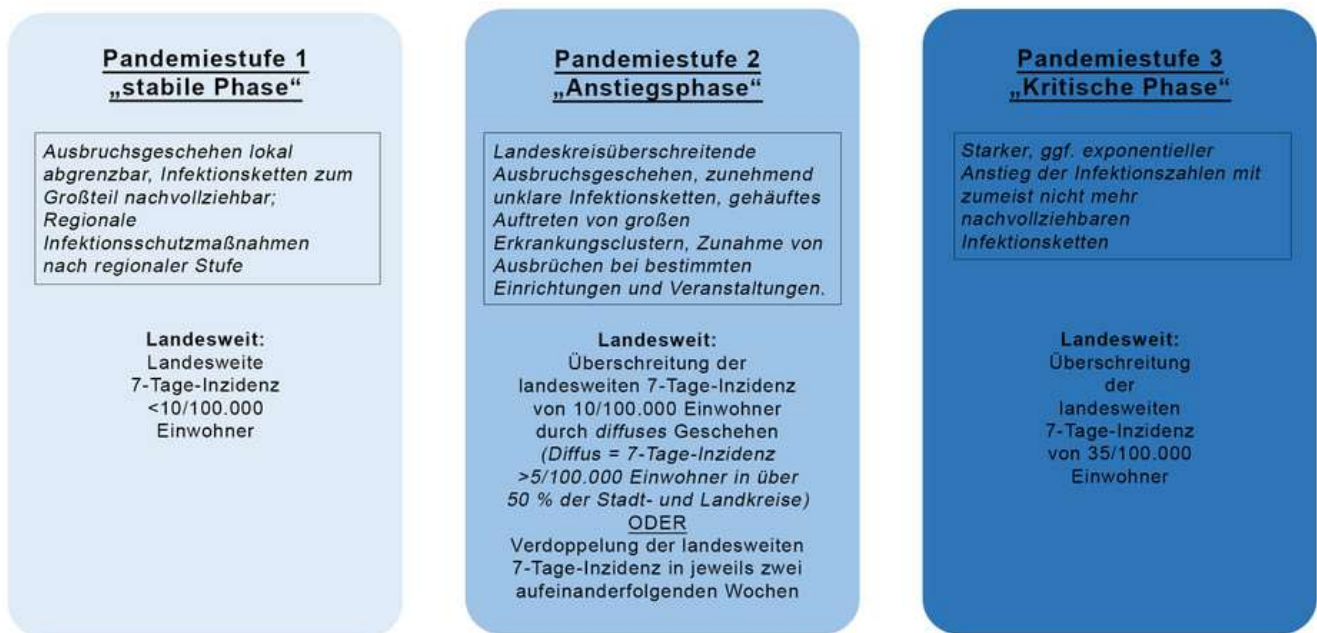 Pandemiestufe 1
„stabile Phase“
Ausbruchsgeschehen lokal
abgrenzbar, Infektionsketten zum
Großteil nachvollziehbar;
Regionale
Infektionsschutzmaßnahmen
nach regionaler Stufe
Landesweit:
Landesweite
7-Tage-Inzidenz
<10/100.000
Einwohner
Pandemiestufe 2
„Anstiegsphase“
Landeskreisüberschreitende
Ausbruchsgeschehen, zunehmend
unklare Infektionsketten, gehäuftes
Auftreten von großen
Erkrankungsclustern, Zunahme von
Ausbrüchen bei bestimmten
Einrichtungen und Veranstaltungen.
Landesweit:
Überschreitung der
landesweiten 7-Tage-Inzidenz
von 10/100.000 Einwohner
durch diffuses Geschehen
(Diffus = 7-Tage-Inzidenz
>5/100.000 Einwohner in über
50 % der Stadt- und Landkreise)
ODER
Verdoppelung der landesweiten
7-Tage-Inzidenz in jeweils zwei
aufeinanderfolgenden Wochen
Pandemiestufe 3
„Kritische Phase“
Starker, ggf. exponentieller
Anstieg der Infektionszahlen mit
zumeist nicht mehr
nachvollziehbaren
Infektionsketten
Landesweit:
Überschreitung
der
landesweiten
7-Tage-Inzidenz
von 35/100.000
Einwohner